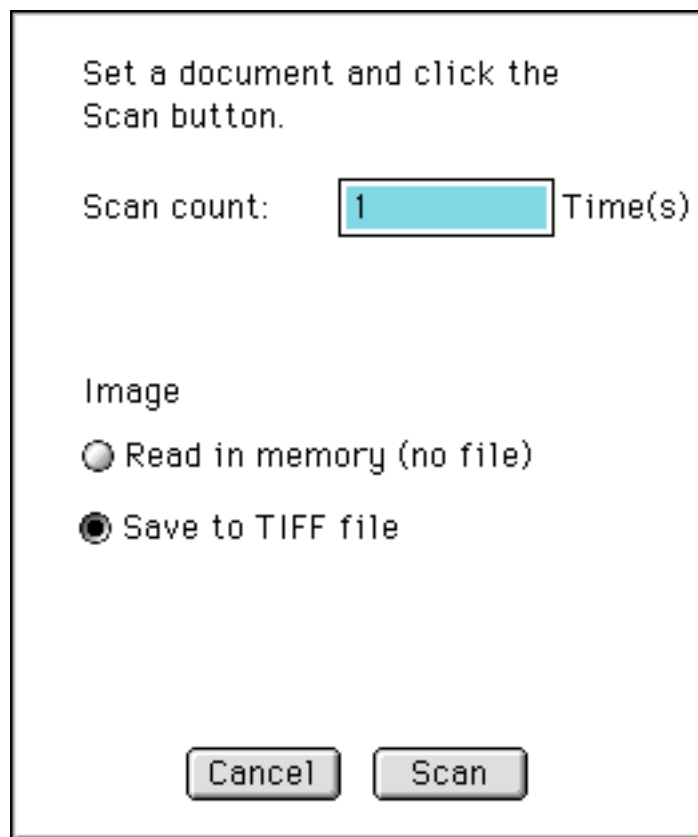 Set a document and click the
Scan button.
Scan count: 1 Time(s)
Image
Read in memory (no file)
Save to TIFF file
Cancel Scan